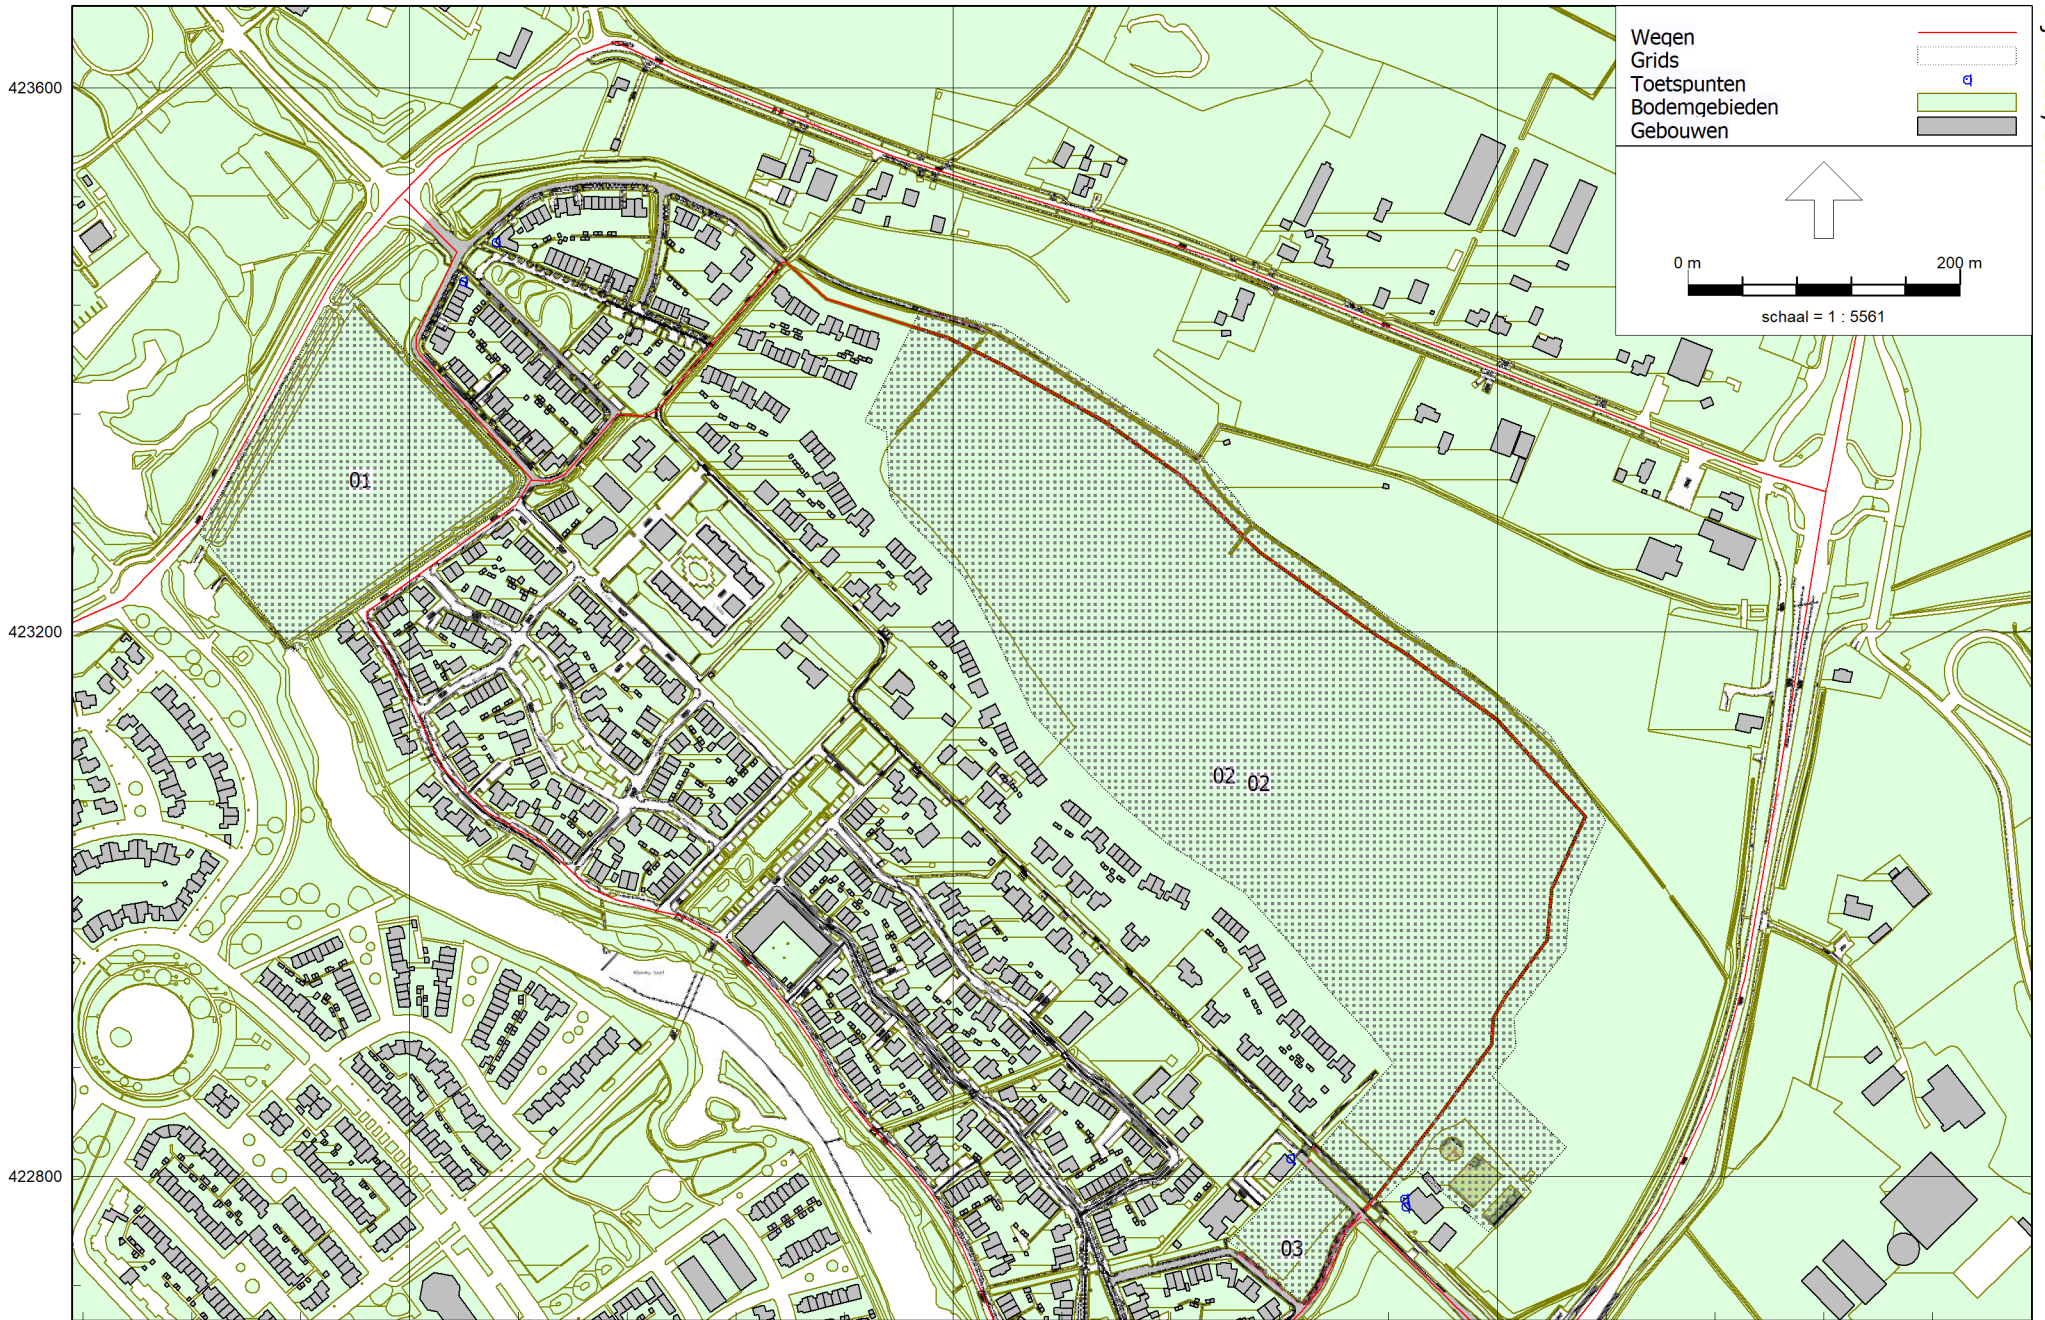 Wegen
Grids
Toetspunten
Bodemgebieden
Gebouwen
0 m 200 m
schaal = 1 : 5561
423600
423200
422800
01
02 02
03